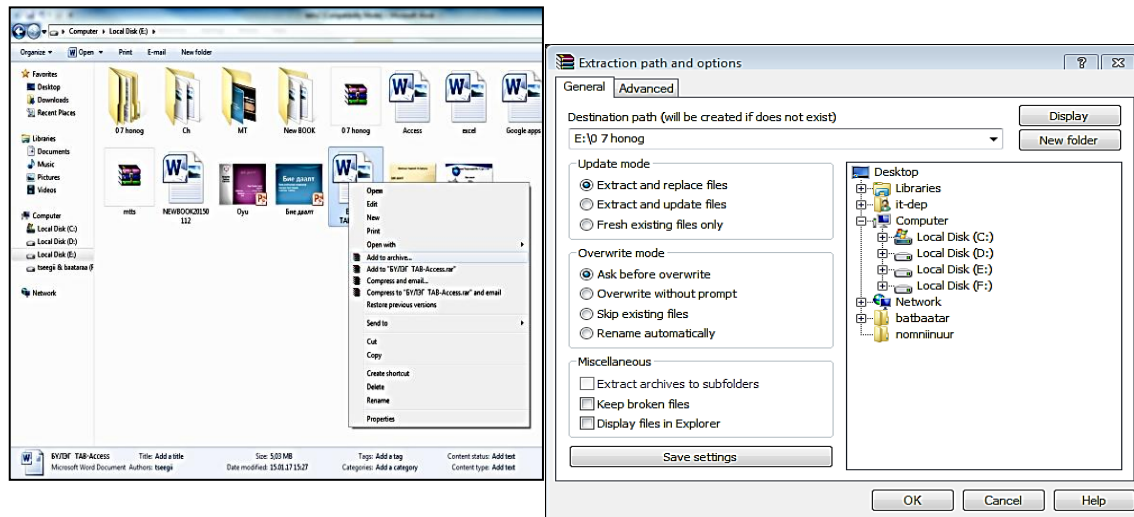 Computer ▸ Local Disk (E:) ▸
Organize ▾ Open ▾ Print E-mail New folder
Favorites
Desktop
Downloads
Recent Places
Libraries
Documents
Music
Pictures
Videos
Computer
Local Disk (C:)
Local Disk (D:)
Local Disk (E:)
tseegii & baataraa (F
Network
0 7 honog
Ch
MT
New BOOK
0 7 honog
Access
excel
Google apps
mtts
NEWBOOK20150112
Oyu
Бие даалт
Бие даалт
Open
Edit
New
Print
Open with
Add to archive...
Add to "БҮЛЭГ TAB-Access.rar"
Compress and email...
Compress to "БҮЛЭГ TAB-Access.rar" and email
Restore previous versions
Send to
Cut
Copy
Create shortcut
Delete
Rename
Properties
БҮЛЭГ TAB-Access Title: Add a title Size: 5,03 MB Tags: Add a tag Content status: Add text
Microsoft Word Document Authors: tseegii Date modified: 15.01.17 15:27 Categories: Add a category Content type: Add text
Extraction path and options
General Advanced
Destination path (will be created if does not exist)
Display
E:\0 7 honog
New folder
Update mode
Extract and replace files
Extract and update files
Fresh existing files only
Overwrite mode
Ask before overwrite
Overwrite without prompt
Skip existing files
Rename automatically
Miscellaneous
Extract archives to subfolders
Keep broken files
Display files in Explorer
Save settings
Desktop
Libraries
it-dep
Computer
Local Disk (C:)
Local Disk (D:)
Local Disk (E:)
Local Disk (F:)
Network
batbaatar
nomniinuur
OK Cancel Help